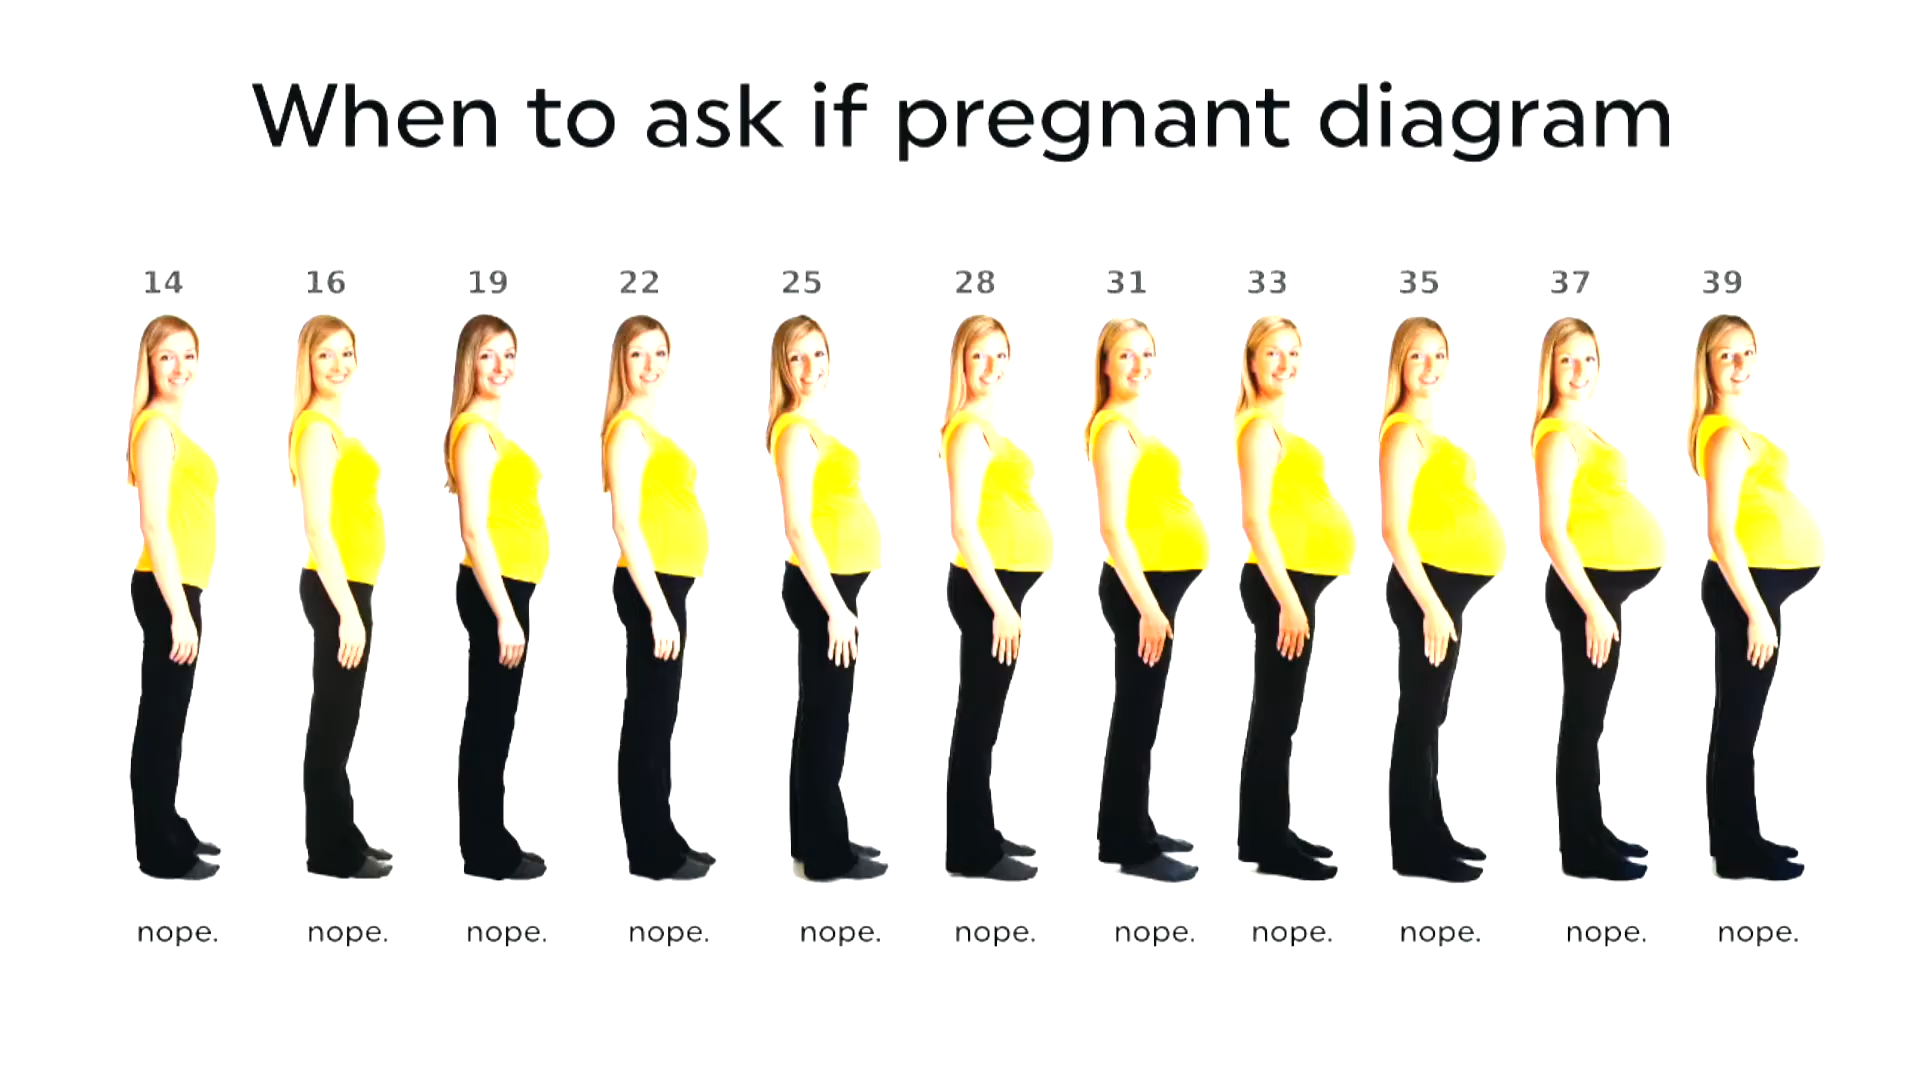 When to ask if pregnant diagram
14 16 19 22 25 28 31 33 35 37 39
nope. nope. nope. nope. nope. nope. nope. nope. nope. nope. nope.